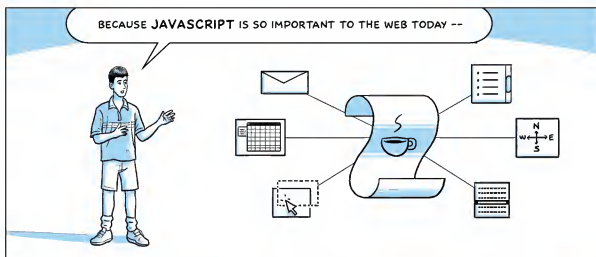 BECAUSE JAVASCRIPT IS SO IMPORTANT TO THE WEB TODAY --
N
W E
S